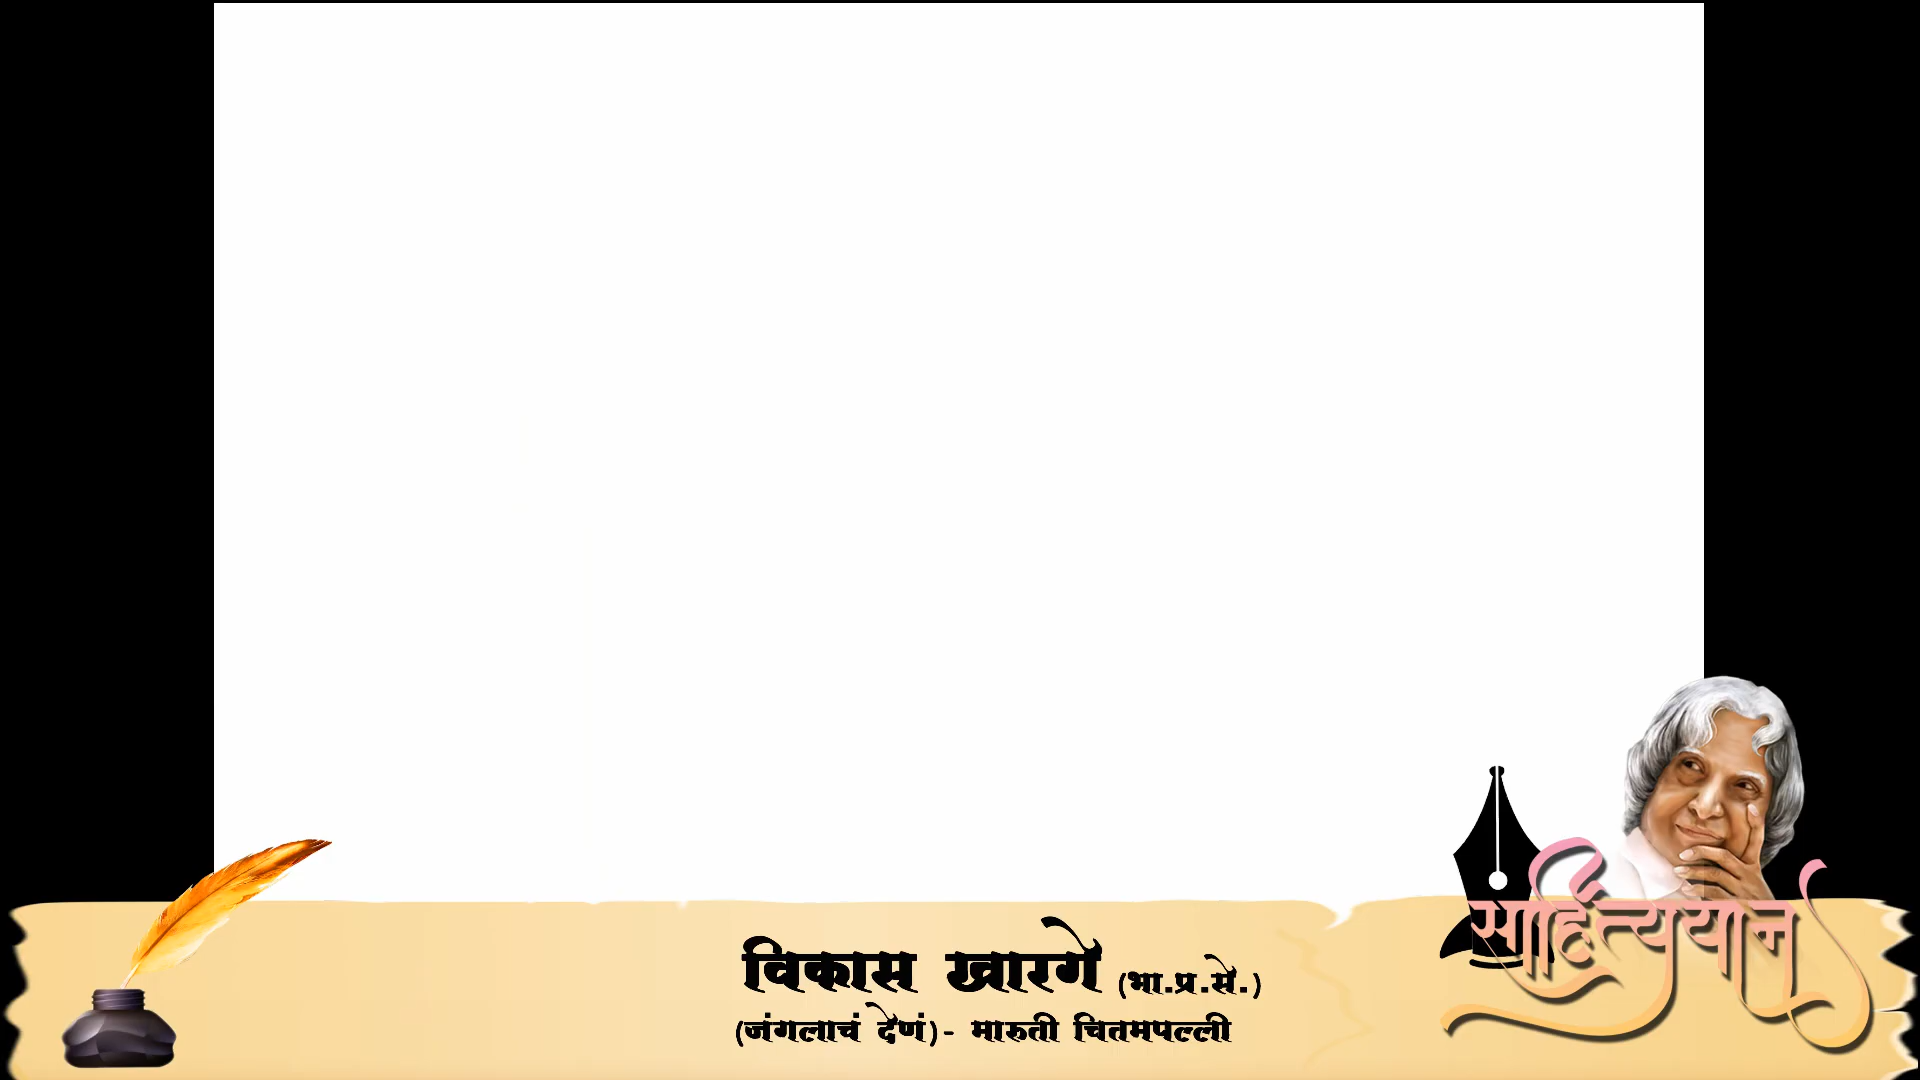 विकास खारगे (भा.प्र.से.)
(जंगलाचं देणं)- मारुती चितमपल्ली
साहित्ययान